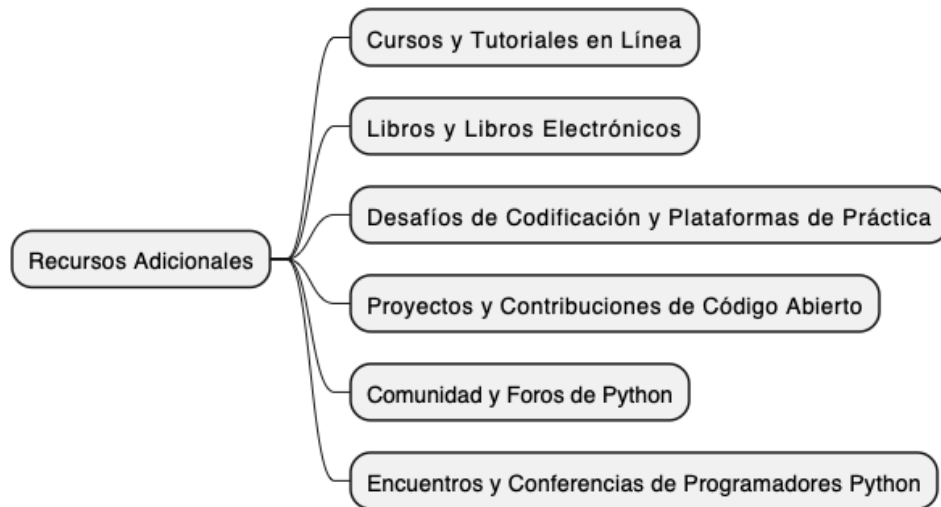 Cursos y Tutoriales en Línea
Libros y Libros Electrónicos
Desafíos de Codificación y Plataformas de Práctica
Recursos Adicionales
Proyectos y Contribuciones de Código Abierto
Comunidad y Foros de Python
Encuentros y Conferencias de Programadores Python